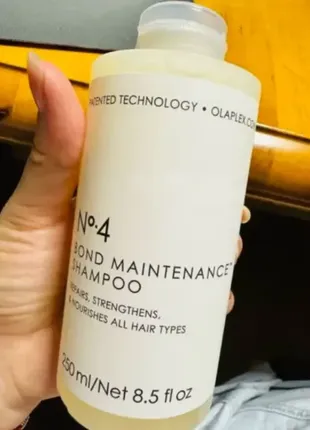 PATENTED TECHNOLOGY • OLAPLEX.COM
Nº.4
BOND MAINTENANCE™
SHAMPOO
REPAIRS, STRENGTHENS,
& NOURISHES ALL HAIR TYPES
250 ml/Net 8.5 fl oz